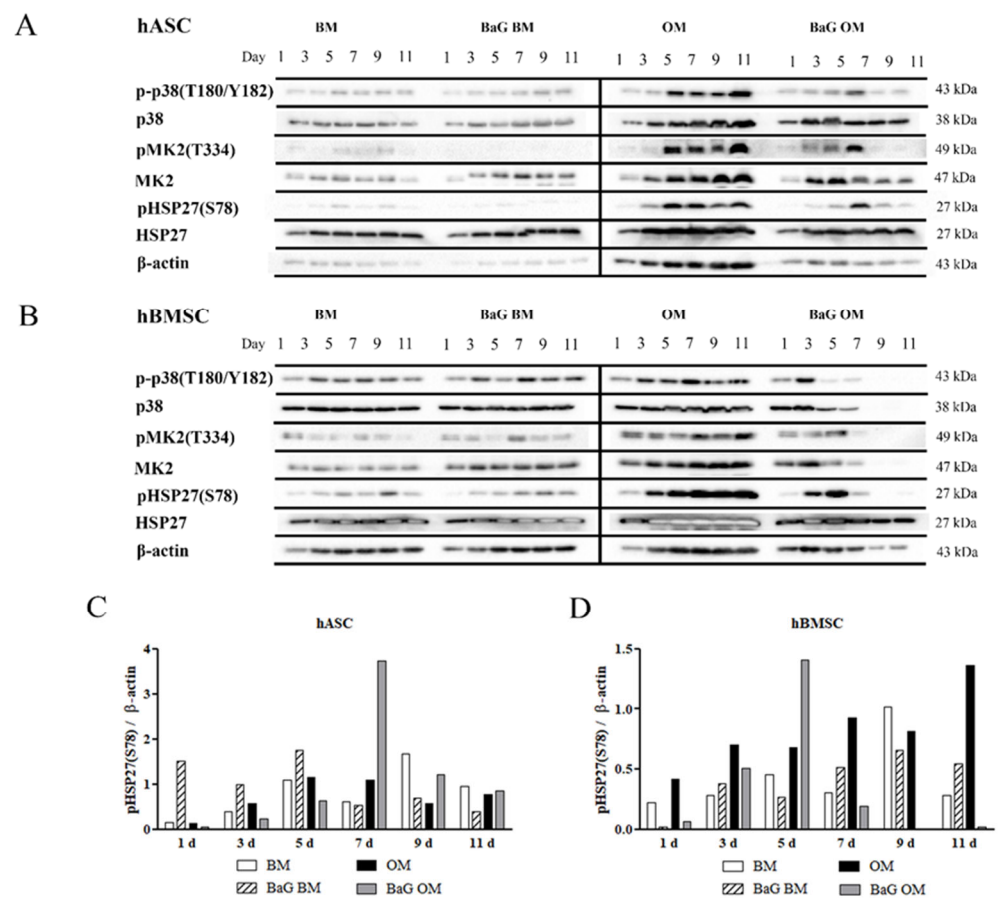 A
hASC
BM BaG BM OM BaG OM
Day 1 3 5 7 9 11 1 3 5 7 9 11 1 3 5 7 9 11 1 3 5 7 9 11
p-p38(T180/Y182) 43 kDa
p38 38 kDa
pMK2(T334) 49 kDa
MK2 47 kDa
pHSP27(S78) 27 kDa
HSP27 27 kDa
β-actin 43 kDa
B
hBMSC
BM BaG BM OM BaG OM
Day 1 3 5 7 9 11 1 3 5 7 9 11 1 3 5 7 9 11 1 3 5 7 9 11
p-p38(T180/Y182) 43 kDa
p38 38 kDa
pMK2(T334) 49 kDa
MK2 47 kDa
pHSP27(S78) 27 kDa
HSP27 27 kDa
β-actin 43 kDa
C
hASC
pHSP27(S78) / β-actin
4
3
2
1
0
1 d 3 d 5 d 7 d 9 d 11 d
BM OM
BaG BM BaG OM
D
hBMSC
pHSP27(S78) / β-actin
1.5
1.0
0.5
0.0
1 d 3 d 5 d 7 d 9 d 11 d
BM OM
BaG BM BaG OM